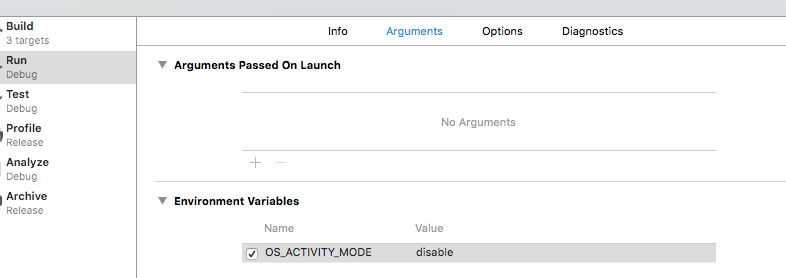 Build
3 targets
Run
Debug
Test
Debug
Profile
Release
Analyze
Debug
Archive
Release
Info Arguments Options Diagnostics
Arguments Passed On Launch
No Arguments
Environment Variables
Name Value
OS_ACTIVITY_MODE disable